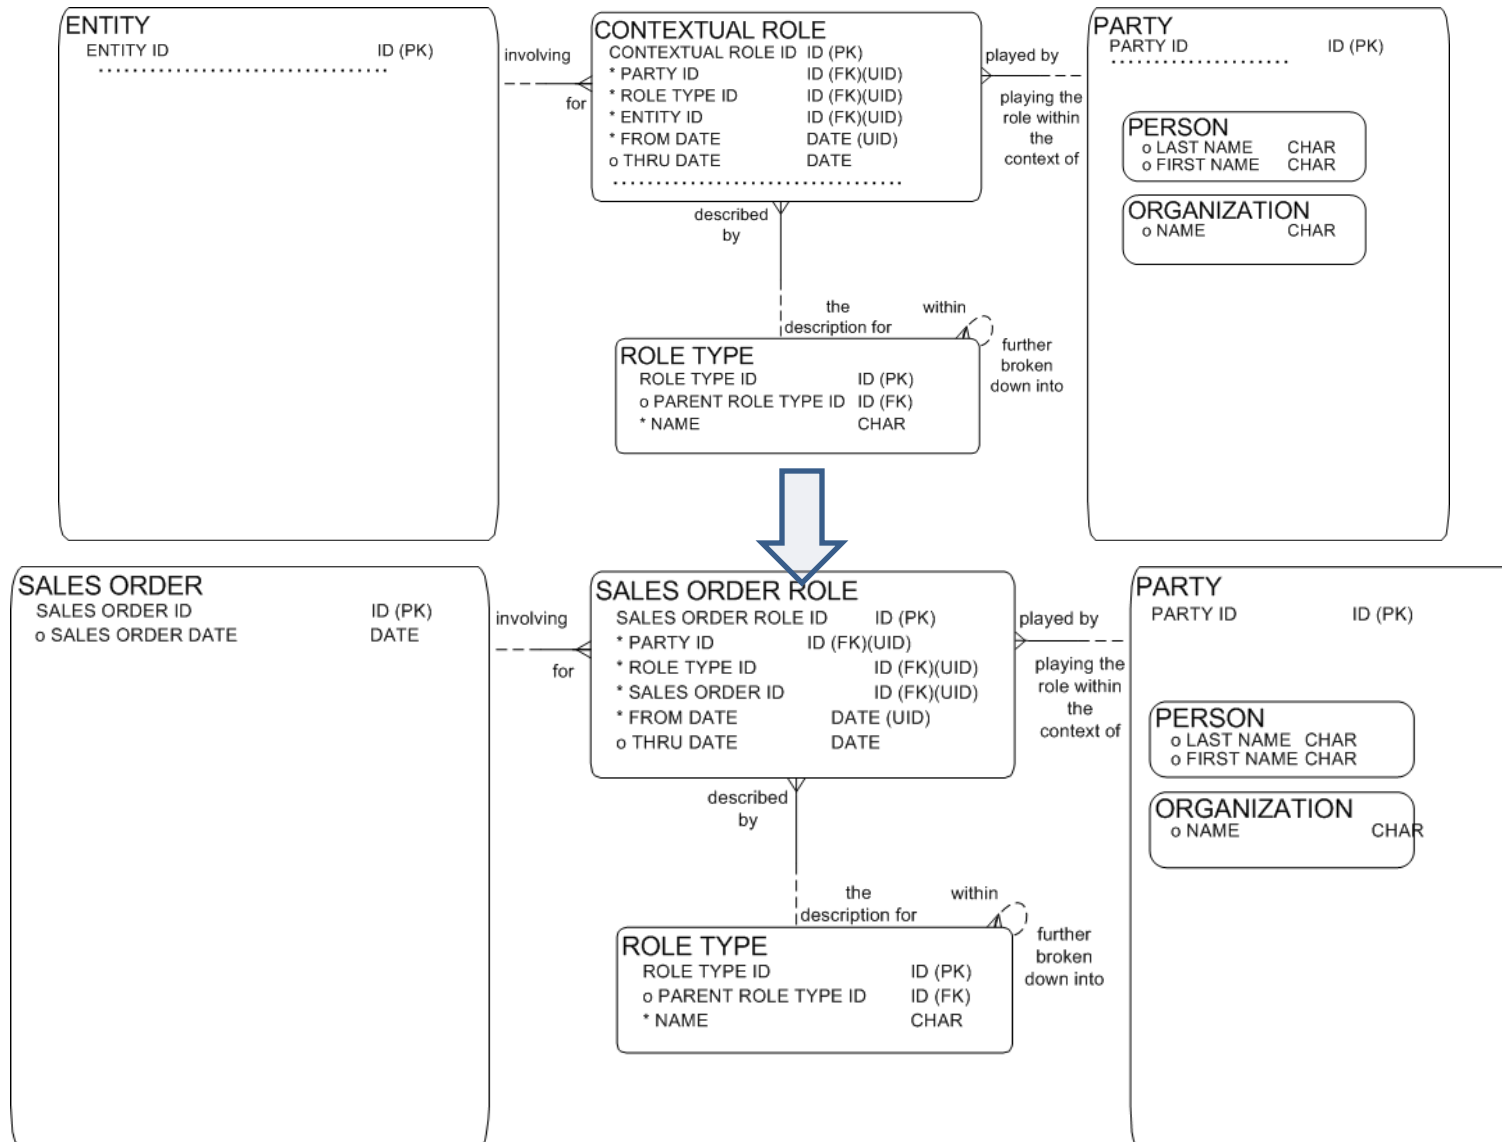 ENTITY
ENTITY ID ID (PK)
involving
for
CONTEXTUAL ROLE
CONTEXTUAL ROLE ID ID (PK)
* PARTY ID ID (FK)(UID)
* ROLE TYPE ID ID (FK)(UID)
* ENTITY ID ID (FK)(UID)
* FROM DATE DATE (UID)
o THRU DATE DATE
played by
playing the
role within
the
context of
PARTY
PARTY ID ID (PK)
PERSON
o LAST NAME CHAR
o FIRST NAME CHAR
ORGANIZATION
o NAME CHAR
described
by
the
description for
within
further
broken
down into
ROLE TYPE
ROLE TYPE ID ID (PK)
o PARENT ROLE TYPE ID ID (FK)
* NAME CHAR
SALES ORDER
SALES ORDER ID ID (PK)
o SALES ORDER DATE DATE
involving
for
SALES ORDER ROLE
SALES ORDER ROLE ID ID (PK)
* PARTY ID ID (FK)(UID)
* ROLE TYPE ID ID (FK)(UID)
* SALES ORDER ID ID (FK)(UID)
* FROM DATE DATE (UID)
o THRU DATE DATE
played by
playing the
role within
the
context of
PARTY
PARTY ID ID (PK)
PERSON
o LAST NAME CHAR
o FIRST NAME CHAR
ORGANIZATION
o NAME CHAR
described
by
the
description for
within
further
broken
down into
ROLE TYPE
ROLE TYPE ID ID (PK)
o PARENT ROLE TYPE ID ID (FK)
* NAME CHAR